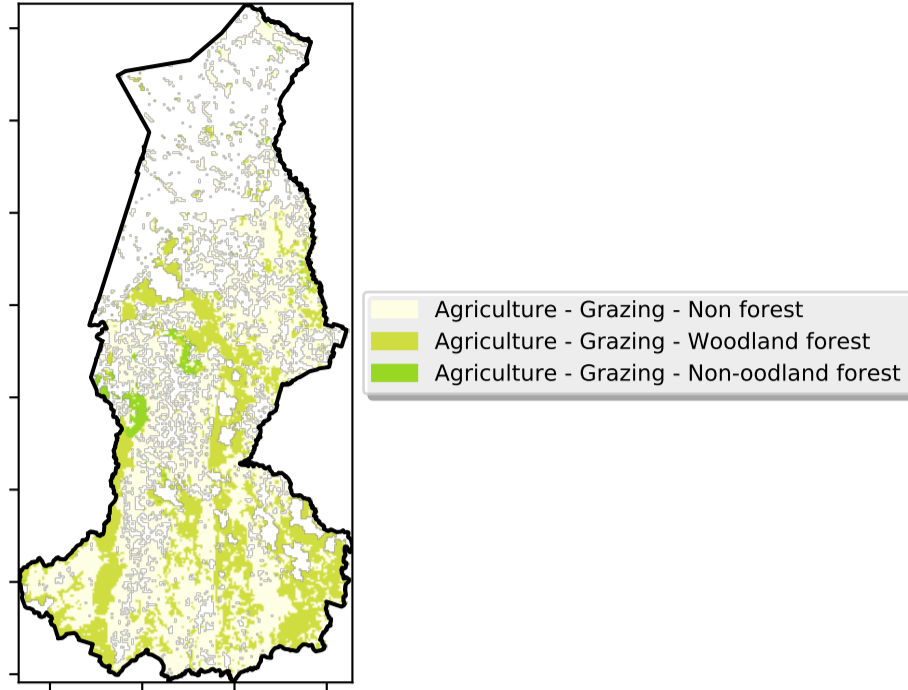 Agriculture - Grazing - Non forest
Agriculture - Grazing - Woodland forest
Agriculture - Grazing - Non-oodland forest